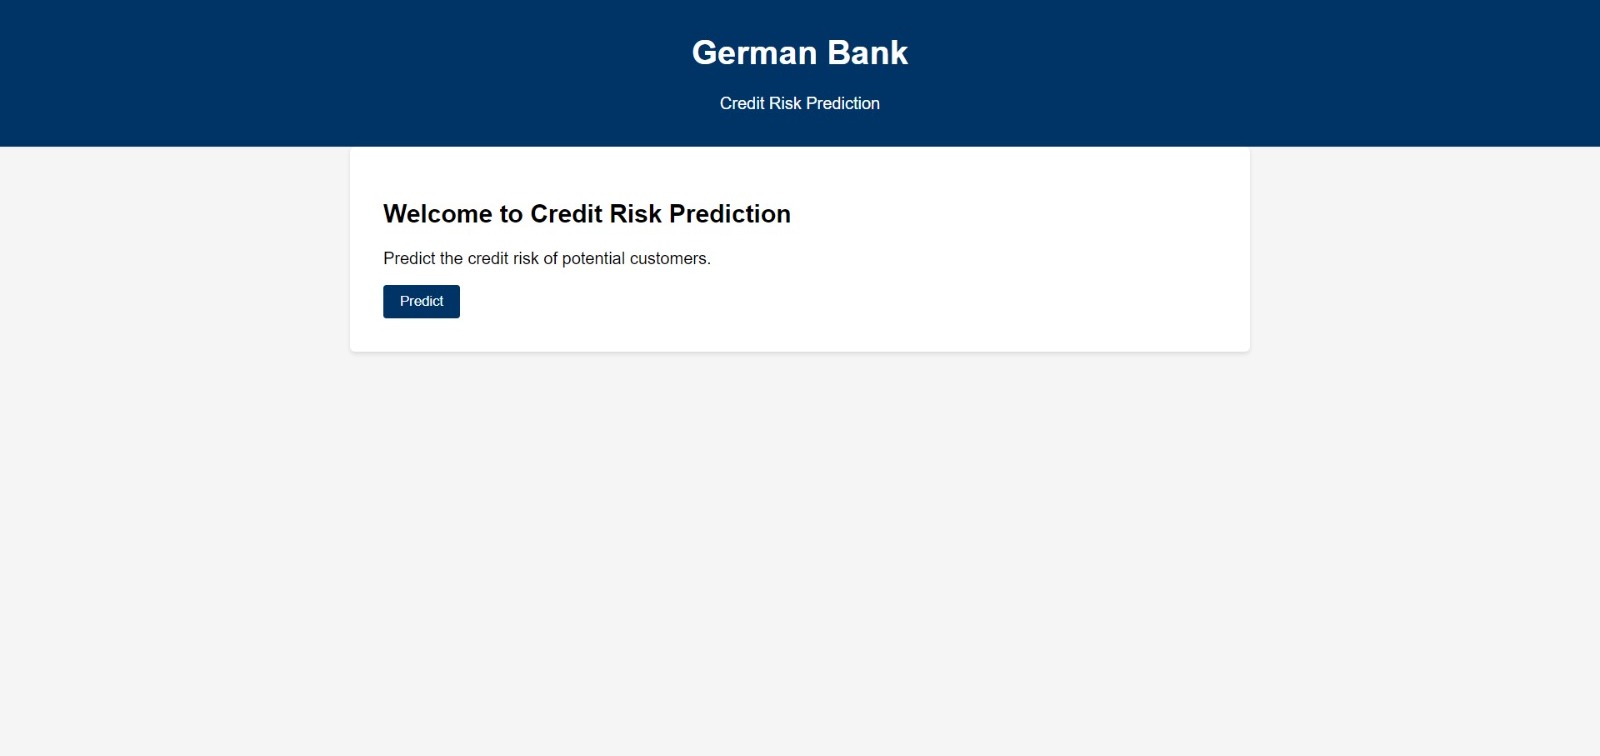 German Bank
Credit Risk Prediction
Welcome to Credit Risk Prediction
Predict the credit risk of potential customers.
Predict